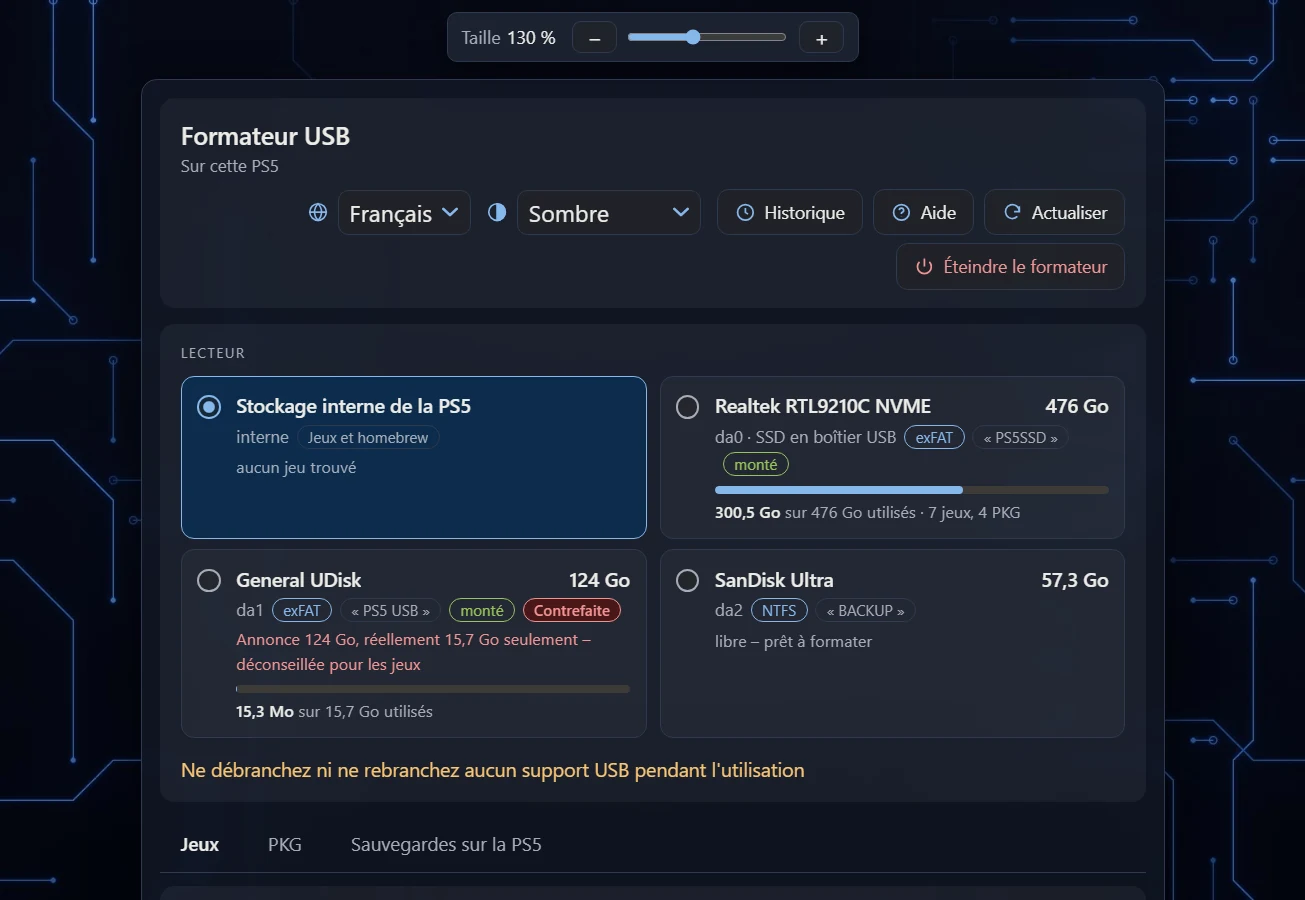 Taille 130 % − +
Formateur USB
Sur cette PS5
Français Sombre Historique Aide Actualiser
Éteindre le formateur
LECTEUR
Stockage interne de la PS5
interne Jeux et homebrew
aucun jeu trouvé
Realtek RTL9210C NVME 476 Go
da0 · SSD en boîtier USB exFAT « PS5SSD »
monté
300,5 Go sur 476 Go utilisés · 7 jeux, 4 PKG
General UDisk 124 Go
da1 exFAT « PS5 USB » monté Contrefaite
Annonce 124 Go, réellement 15,7 Go seulement –
déconseillée pour les jeux
15,3 Mo sur 15,7 Go utilisés
SanDisk Ultra 57,3 Go
da2 NTFS « BACKUP »
libre – prêt à formater
Ne débranchez ni ne rebranchez aucun support USB pendant l'utilisation
Jeux PKG Sauvegardes sur la PS5